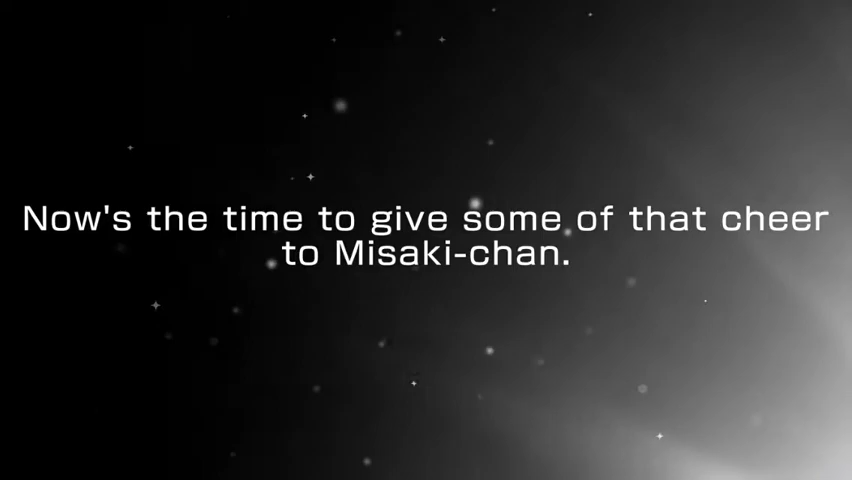 Now's the time to give some of that cheer
to Misaki-chan.